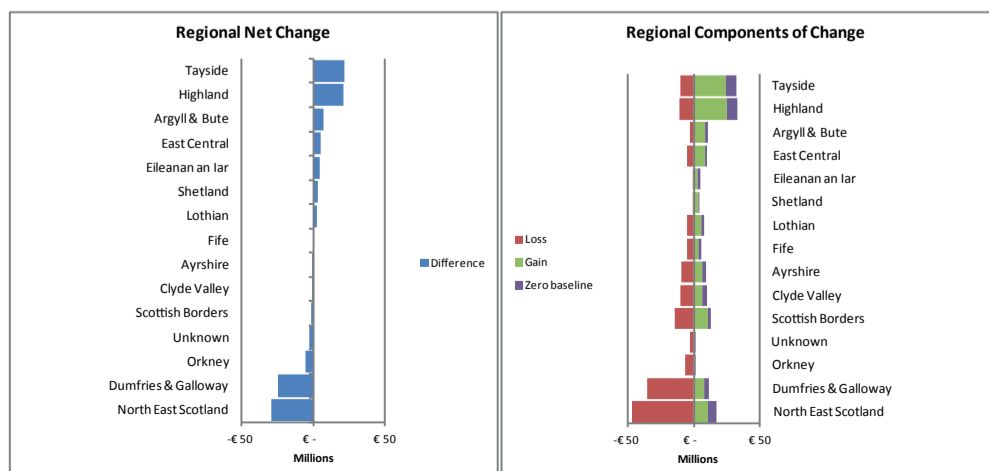 Regional Net Change
Tayside
Highland
Argyll & Bute
East Central
Eileanan an Iar
Shetland
Lothian
Fife
Ayrshire
Clyde Valley
Scottish Borders
Unknown
Orkney
Dumfries & Galloway
North East Scotland
Difference
-€ 50
€ -
€ 50
Millions
Regional Components of Change
Loss
Gain
Zero baseline
Tayside
Highland
Argyll & Bute
East Central
Eileanan an Iar
Shetland
Lothian
Fife
Ayrshire
Clyde Valley
Scottish Borders
Unknown
Orkney
Dumfries & Galloway
North East Scotland
-€ 50
€ -
€ 50
Millions